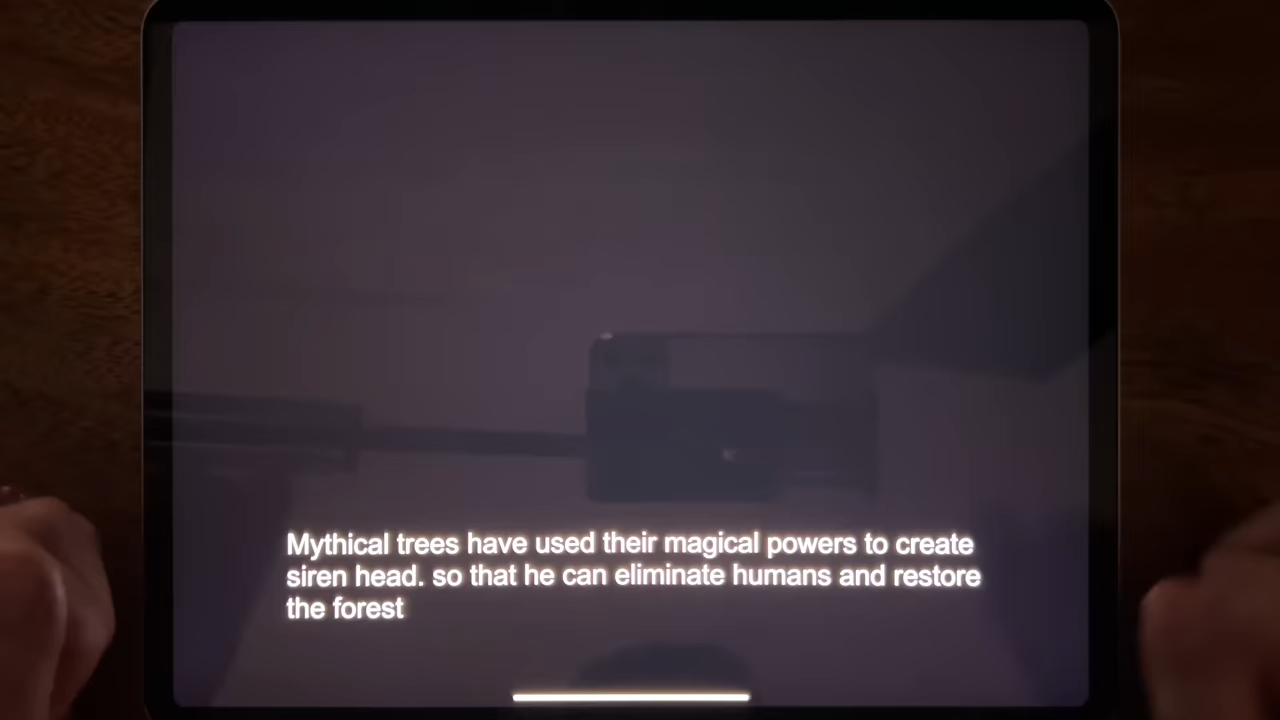 Mythical trees have used their magical powers to create
siren head. so that he can eliminate humans and restore
the forest